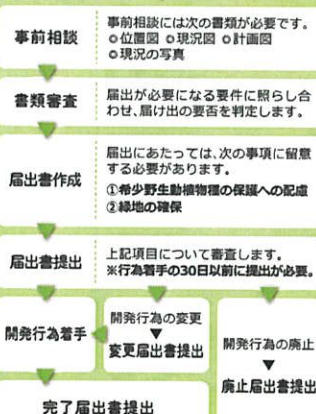 事前相談
事前相談には次の書類が必要です。
○位置図 ○現況図 ○計画図
○現況の写真
書類審査
届出が必要になる要件に照らし合
わせ、届け出の要否を判定します。
届出書作成
届出にあたっては、次の事項に留意
する必要があります。
①希少野生動植物種の保護への配慮
②緑地の確保
届出書提出
上記項目について審査します。
※行為着手の30日以前に提出が必要。
開発行為着手
開発行為の変更
▼
変更届出書提出
開発行為の廃止
▼
廃止届出書提出
完了届出書提出